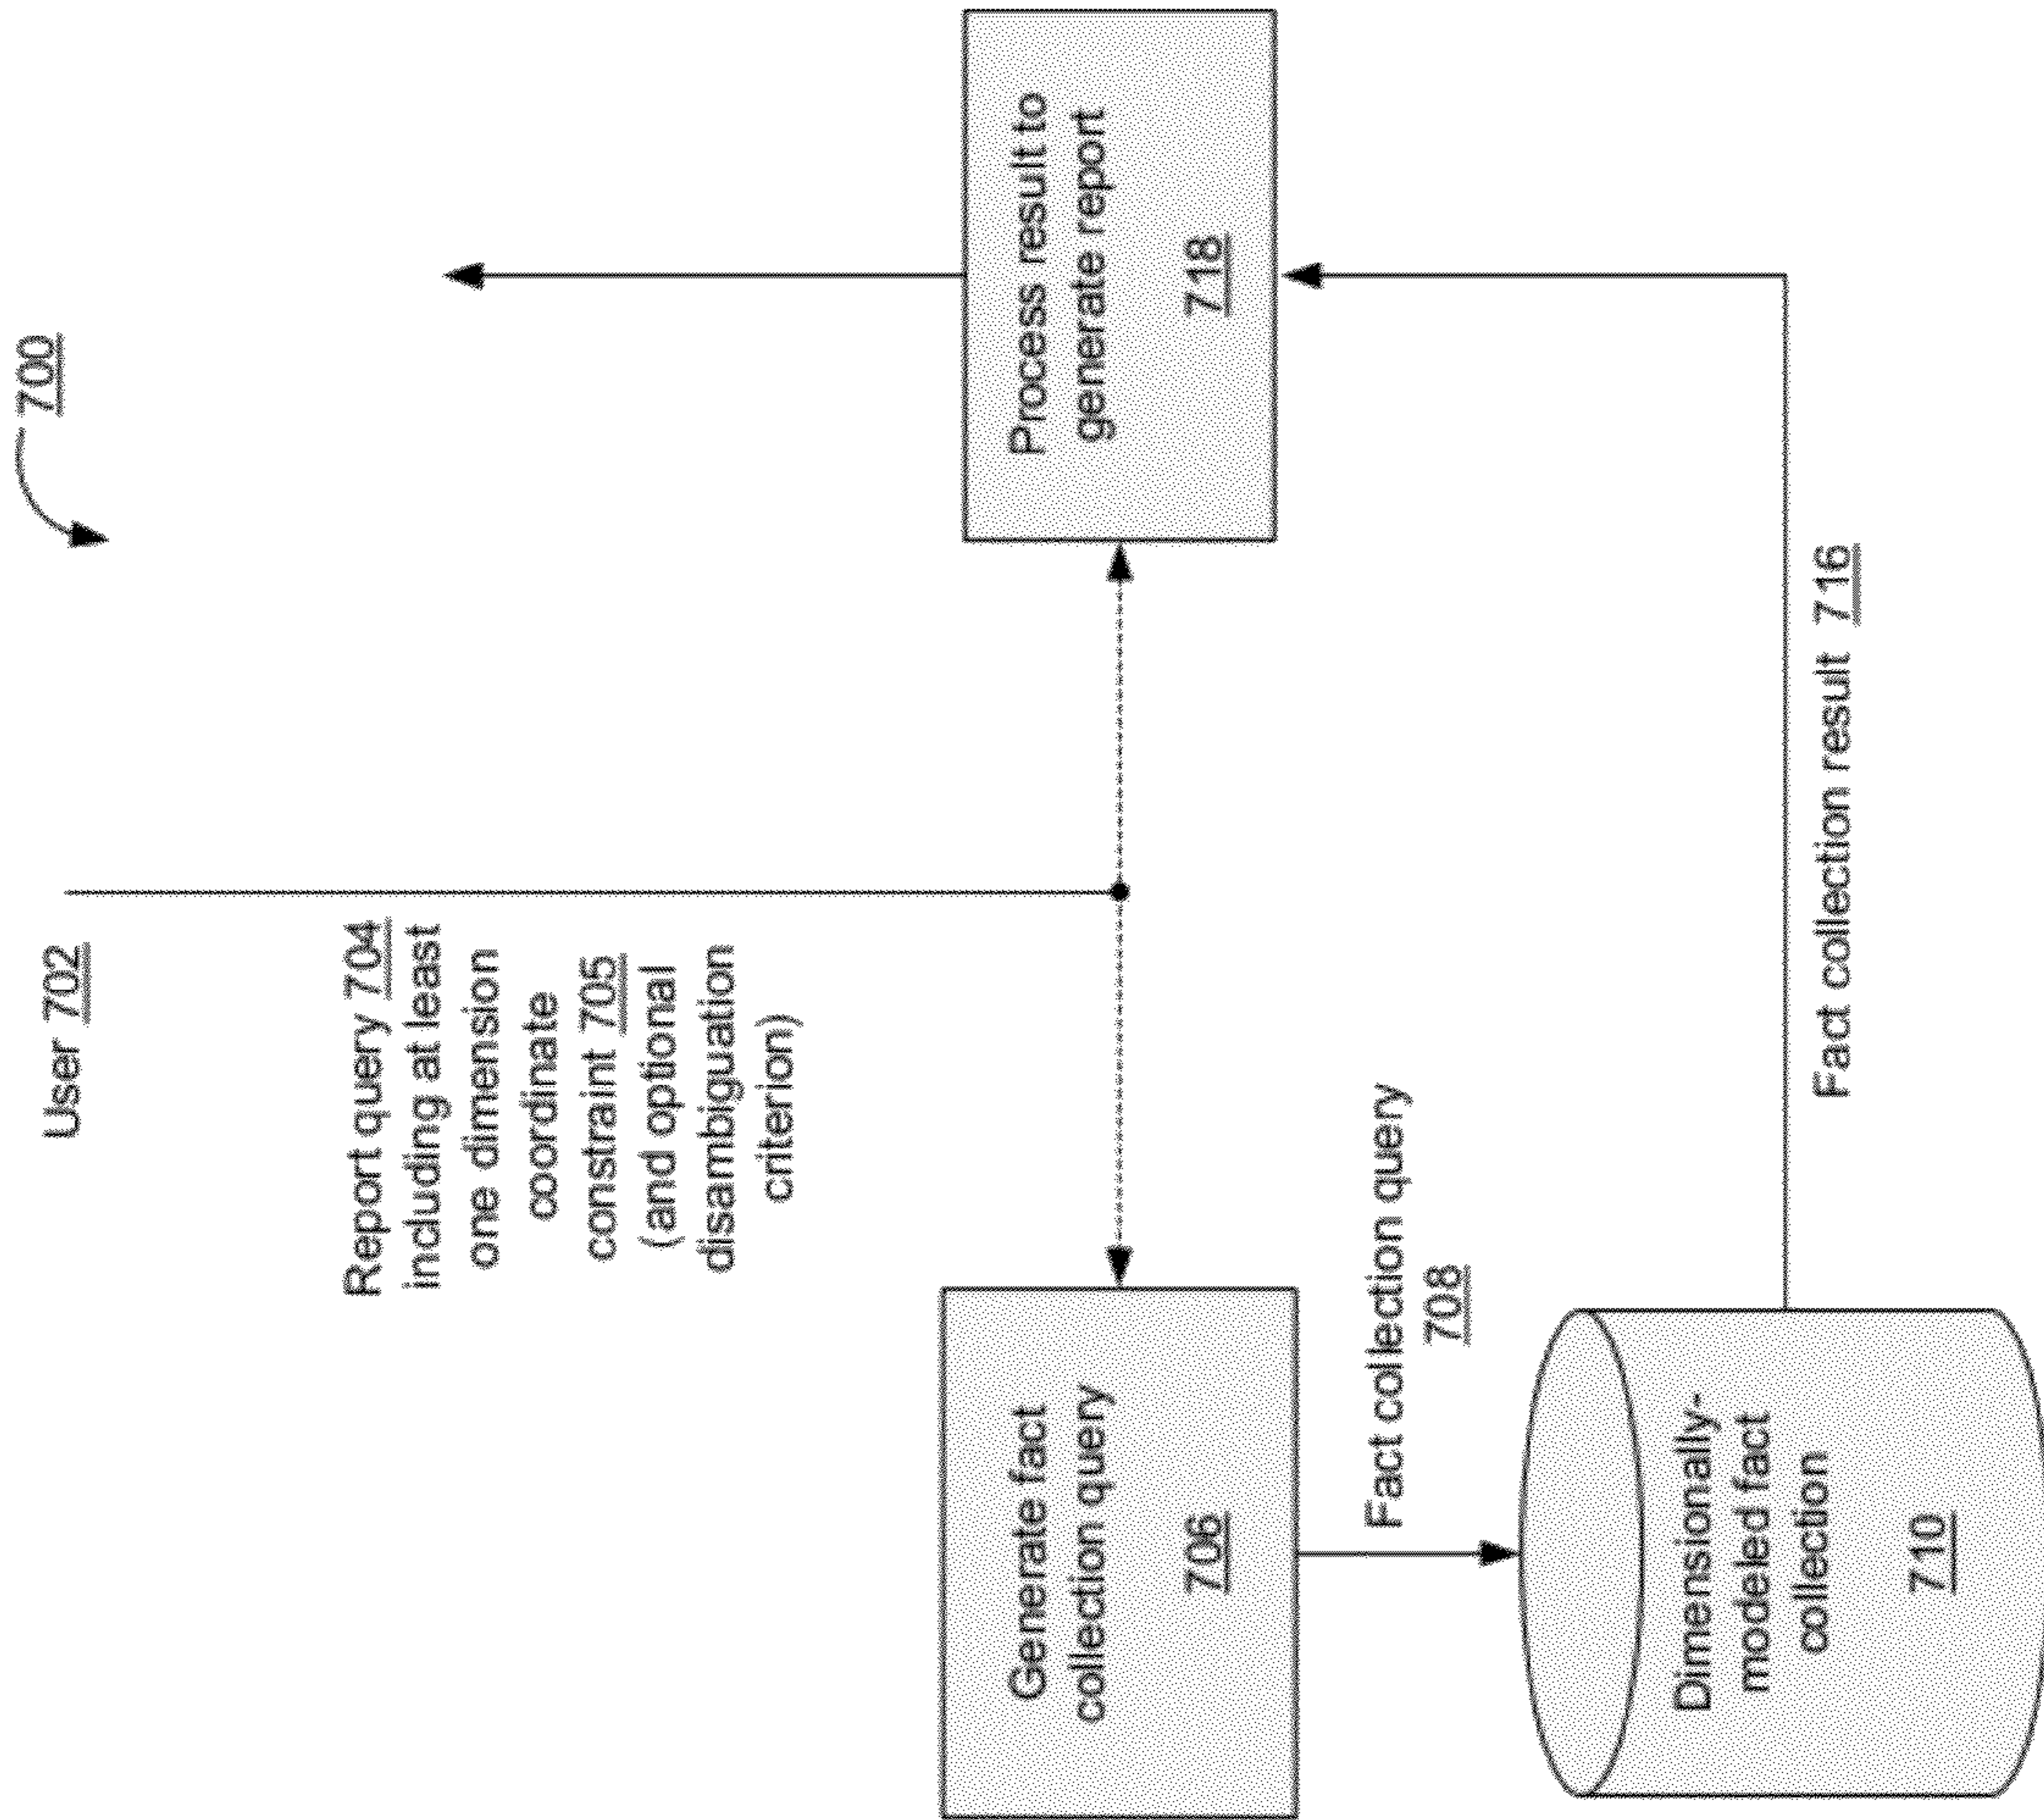 700
User 702
Report query 704
including at least
one dimension
coordinate
constraint 705
(and optional
disambiguation
criterion)
Generate fact
collection query
706
Process result to
generate report
718
Fact collection query
708
Dimensionally-
modeled fact
collection
710
Fact collection result 716